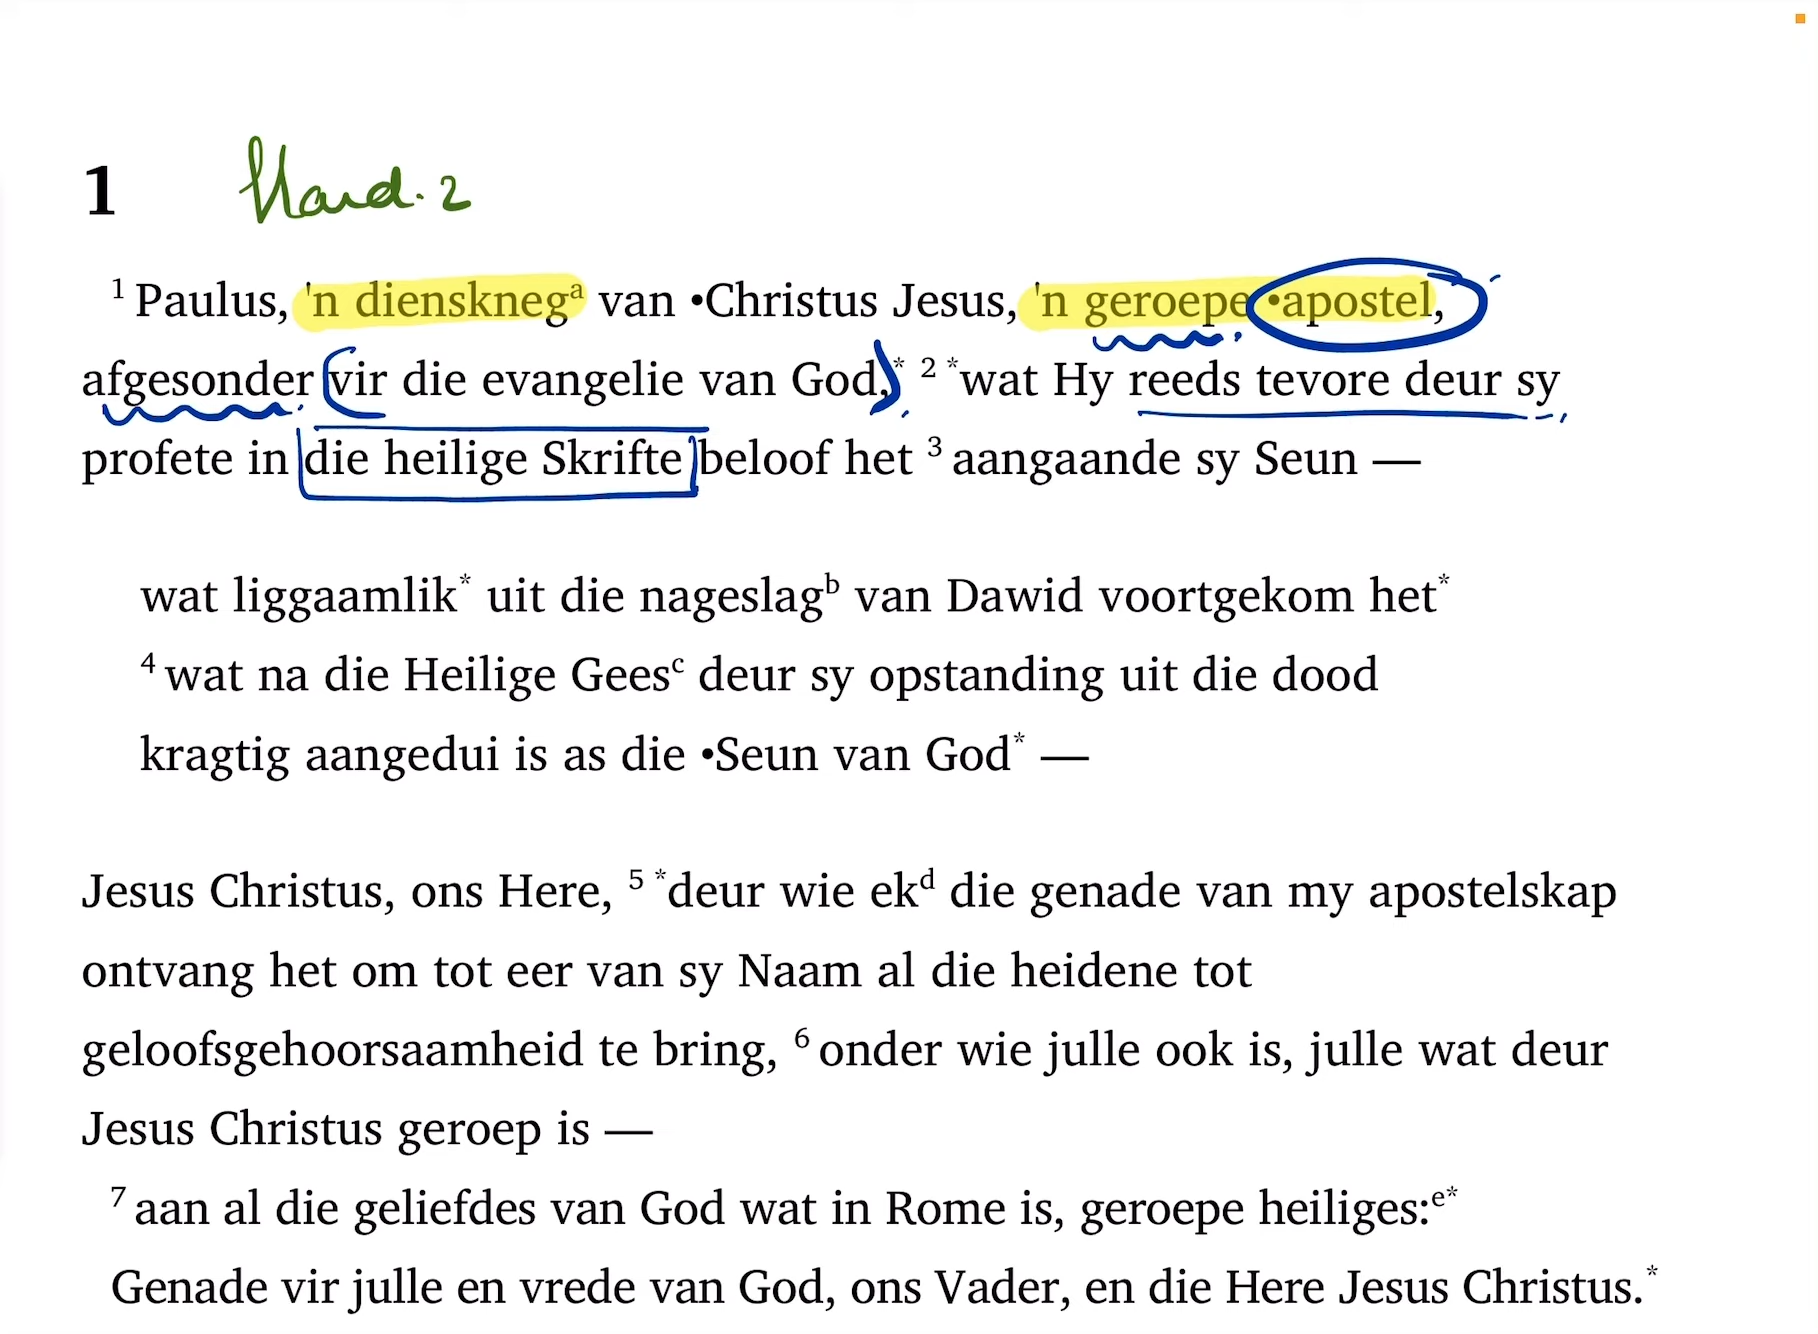 1 Hand. 2
1 Paulus, 'n diensknegᵃ van •Christus Jesus, 'n geroepe •apostel,
afgesonder vir die evangelie van God,* 2 *wat Hy reeds tevore deur sy
profete in die heilige Skrifte beloof het 3 aangaande sy Seun —
wat liggaamlik* uit die nageslagᵇ van Dawid voortgekom het*
4 wat na die Heilige Geesᶜ deur sy opstanding uit die dood
kragtig aangedui is as die •Seun van God* —
Jesus Christus, ons Here, 5 *deur wie ekᵈ die genade van my apostelskap
ontvang het om tot eer van sy Naam al die heidene tot
geloofsgehoorsaamheid te bring, 6 onder wie julle ook is, julle wat deur
Jesus Christus geroep is —
7 aan al die geliefdes van God wat in Rome is, geroepe heiliges:ᵉ*
Genade vir julle en vrede van God, ons Vader, en die Here Jesus Christus.*